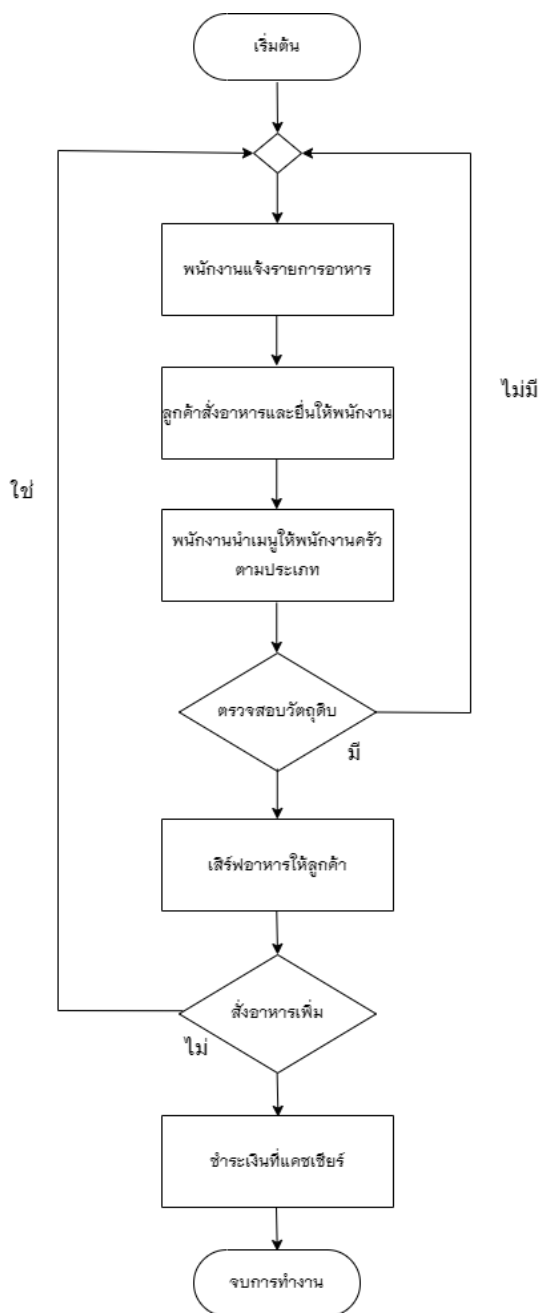 เริ่มต้น
พนักงานแจ้งรายการอาหาร
ไม่มี
ลูกค้าสั่งอาหารและยื่นให้พนักงาน
ใช่
พนักงานนำเมนูให้พนักงานครัว
ตามประเภท
ตรวจสอบวัตถุดิบ
มี
เสิร์ฟอาหารให้ลูกค้า
สั่งอาหารเพิ่ม
ไม่
ชำระเงินที่แคชเชียร์
จบการทำงาน